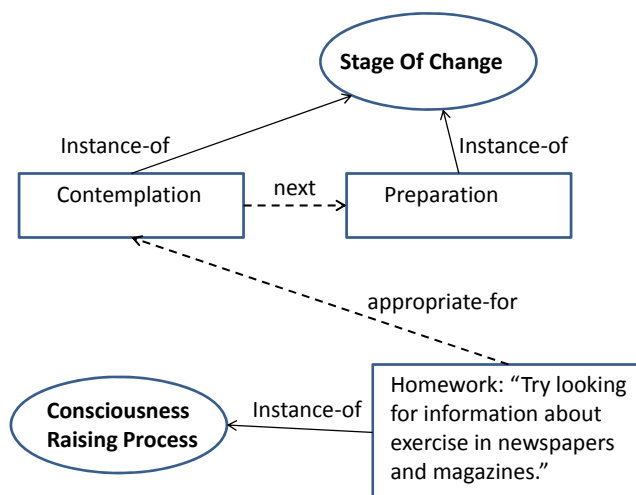 Stage Of Change
Instance-of
Instance-of
Contemplation
next
Preparation
appropriate-for
Homework: “Try looking
for information about
exercise in newspapers
and magazines.”
Consciousness
Raising Process
Instance-of